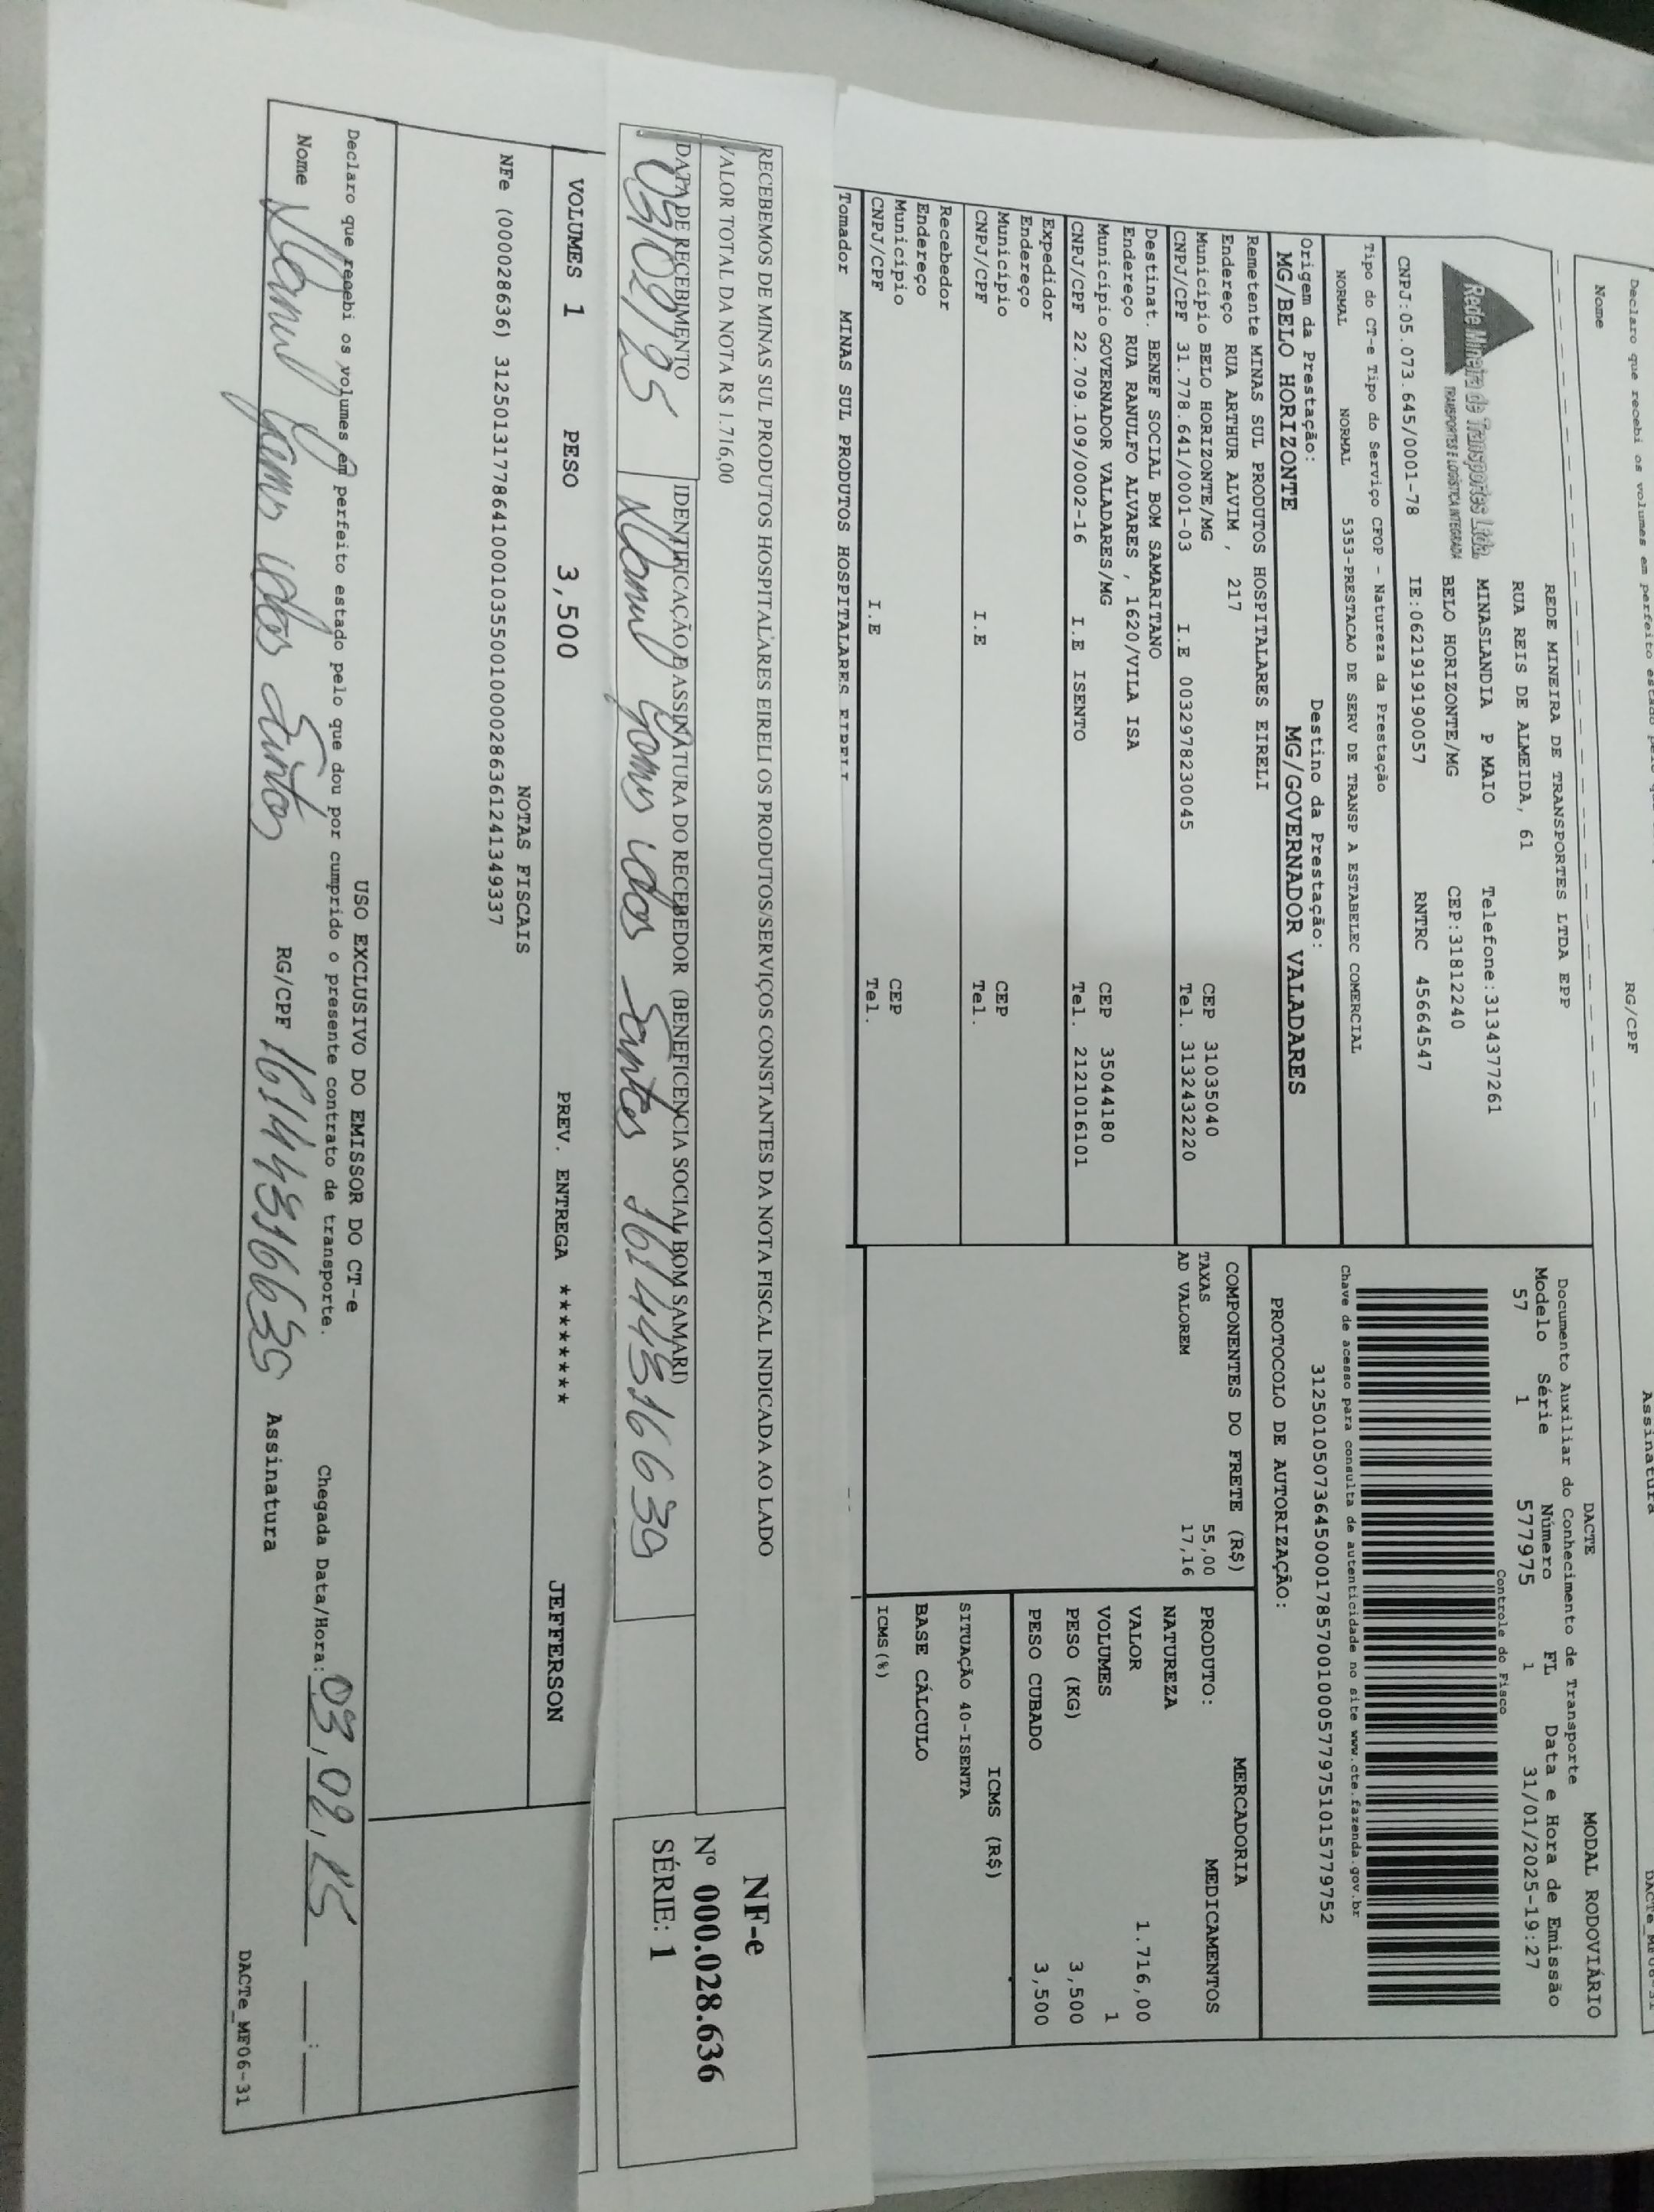 Declaro que recebi os volumes em perfeito estado pelo que
Nome RG/CPF Assinatura
DACTe_MF06-31
REDE MINEIRA DE TRANSPORTES LTDA EPP
RUA REIS DE ALMEIDA, 61
MINASLANDIA P MAIO Telefone:3134377261
BELO HORIZONTE/MG CEP:31812240
Rede Mineira de Transportes Ltda.
TRANSPORTES E LOGÍSTICA INTEGRADA
CNPJ:05.073.645/0001-78 IE:0621919190057 RNTRC 45664547
Tipo do CT-e Tipo do Serviço CFOP - Natureza da Prestação
NORMAL NORMAL 5353-PRESTACAO DE SERV DE TRANSP A ESTABELEC COMERCIAL
Origem da Prestação: Destino da Prestação:
MG/BELO HORIZONTE MG/GOVERNADOR VALADARES
Remetente MINAS SUL PRODUTOS HOSPITALARES EIRELI
Endereço RUA ARTHUR ALVIM , 217
Município BELO HORIZONTE/MG CEP 31035040
CNPJ/CPF 31.778.641/0001-03 I.E 0032978230045 Tel. 3132432220
Destinat. BENEF SOCIAL BOM SAMARITANO
Endereço RUA RANULFO ALVARES , 1620/VILA ISA
Município GOVERNADOR VALADARES/MG CEP 35044180
CNPJ/CPF 22.709.109/0002-16 I.E ISENTO Tel. 2121016101
Expedidor
Endereço
Município CEP
CNPJ/CPF I.E Tel.
Recebedor
Endereço
Município CEP
CNPJ/CPF I.E Tel.
Tomador MINAS SUL PRODUTOS HOSPITALARES EIRELI
DACTE MODAL RODOVIÁRIO
Documento Auxiliar do Conhecimento de Transporte
Modelo Série Número FL Data e Hora de Emissão
57 1 577975 1 31/01/2025-19:27
Controle do Fisco
Chave de acesso para consulta de autenticidade no site www.cte.fazenda.gov.br
31250105073645000178570010005779751015779752
PROTOCOLO DE AUTORIZAÇÃO:
COMPONENTES DO FRETE (R$)
TAXAS 55,00
AD VALOREM 17,16
MERCADORIA
PRODUTO: MEDICAMENTOS
NATUREZA
VALOR 1.716,00
VOLUMES 1
PESO (KG) 3,500
PESO CUBADO 3,500
ICMS (R$)
SITUAÇÃO 40-ISENTA
BASE CÁLCULO
ICMS(%)
RECEBEMOS DE MINAS SUL PRODUTOS HOSPITALARES EIRELI OS PRODUTOS/SERVIÇOS CONSTANTES DA NOTA FISCAL INDICADA AO LADO
VALOR TOTAL DA NOTA R$ 1.716,00
DATA DE RECEBIMENTO IDENTIFICAÇÃO E ASSINATURA DO RECEBEDOR (BENEFICENCIA SOCIAL BOM SAMARI)
03/02/25 Gomes dos Santos
NF-e
Nº 000.028.636
SÉRIE: 1
VOLUMES 1 PESO 3,500 PREV. ENTREGA ******** JEFFERSON
NOTAS FISCAIS
NFe (000028636) 31250131778641000103550010000286361241349337
USO EXCLUSIVO DO EMISSOR DO CT-e
Declaro que recebi os volumes em perfeito estado pelo que dou por cumprido o presente contrato de transporte.
Chegada Data/Hora: 03,02,25 __:__
Nome Gomes dos Santos RG/CPF Assinatura
DACTe_MF06-31